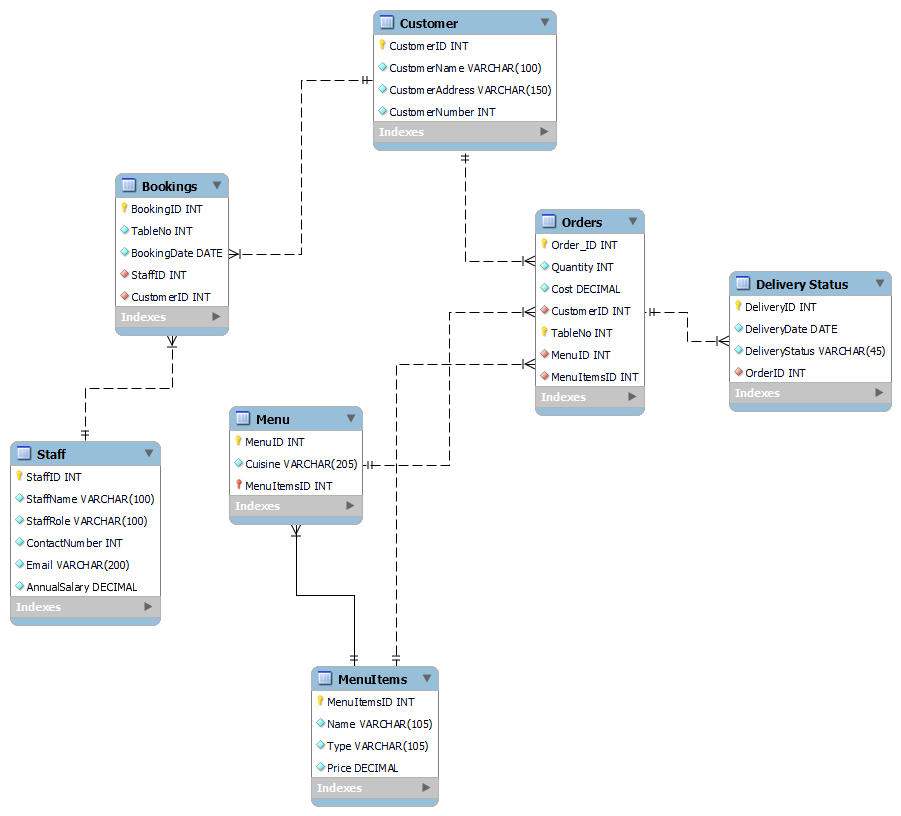 Customer
CustomerID INT
CustomerName VARCHAR(100)
CustomerAddress VARCHAR(150)
CustomerNumber INT
Indexes
Bookings
BookingID INT
TableNo INT
BookingDate DATE
StaffID INT
CustomerID INT
Indexes
Orders
Order_ID INT
Quantity INT
Cost DECIMAL
CustomerID INT
TableNo INT
MenuID INT
MenuItemsID INT
Indexes
Delivery Status
DeliveryID INT
DeliveryDate DATE
DeliveryStatus VARCHAR(45)
OrderID INT
Indexes
Menu
MenuID INT
Cuisine VARCHAR(205)
MenuItemsID INT
Indexes
Staff
StaffID INT
StaffName VARCHAR(100)
StaffRole VARCHAR(100)
ContactNumber INT
Email VARCHAR(200)
AnnualSalary DECIMAL
Indexes
MenuItems
MenuItemsID INT
Name VARCHAR(105)
Type VARCHAR(105)
Price DECIMAL
Indexes